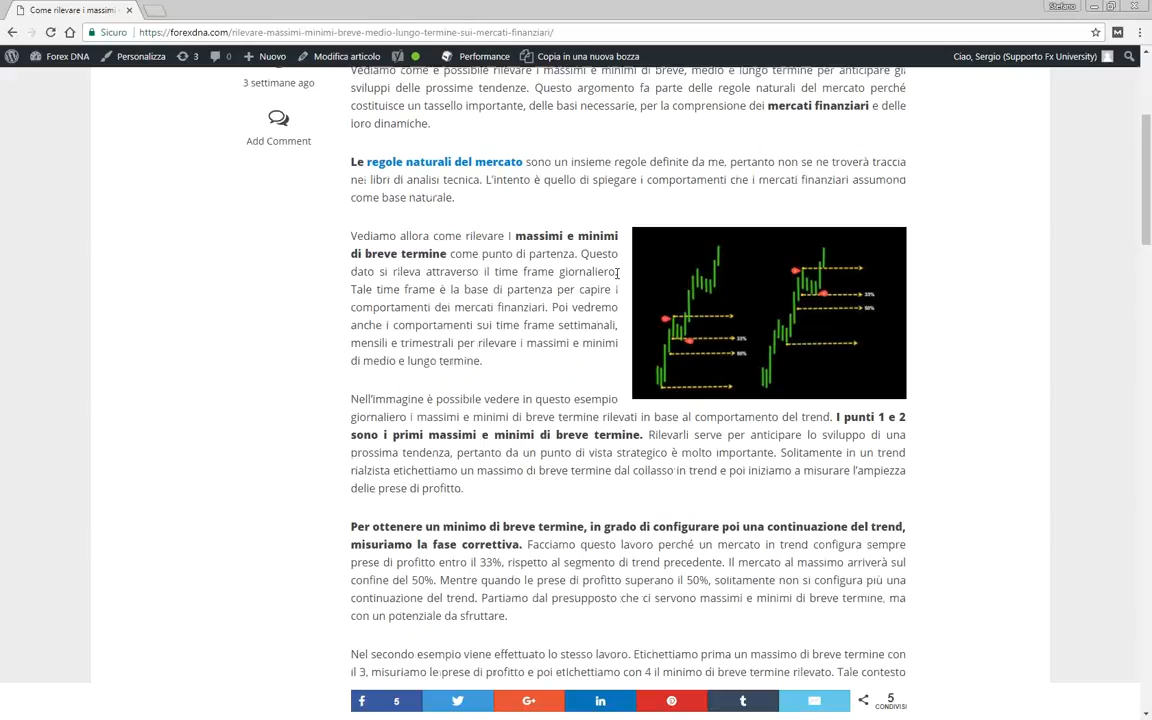 Come rilevare i massimi
Stefano
Sicuro
https://forexdna.com/rilevare-massimi-minimi-breve-medio-lungo-termine-sui-mercati-finanziari/
Forex DNA
Personalizza
3
0
Nuovo
Modifica articolo
Performance
Copia in una nuova bozza
Ciao, Sergio (Supporto Fx University)
3 settimane ago
Add Comment
Vediamo come è possibile rilevare i massimi e minimi di breve, medio e lungo termine per anticipare gli
sviluppi delle prossime tendenze. Questo argomento fa parte delle regole naturali del mercato perché
costituisce un tassello importante, delle basi necessarie, per la comprensione dei mercati finanziari e delle
loro dinamiche.
Le regole naturali del mercato sono un insieme regole definite da me, pertanto non se ne troverà traccia
nei libri di analisi tecnica. L'intento è quello di spiegare i comportamenti che i mercati finanziari assumono
come base naturale.
Vediamo allora come rilevare I massimi e minimi
di breve termine come punto di partenza. Questo
dato si rileva attraverso il time frame giornaliero.
Tale time frame è la base di partenza per capire i
comportamenti dei mercati finanziari. Poi vedremo
anche i comportamenti sui time frame settimanali,
mensili e trimestrali per rilevare i massimi e minimi
di medio e lungo termine.
33%
50%
33%
50%
Nell'immagine è possibile vedere in questo esempio
giornaliero i massimi e minimi di breve termine rilevati in base al comportamento del trend. I punti 1 e 2
sono i primi massimi e minimi di breve termine. Rilevarli serve per anticipare lo sviluppo di una
prossima tendenza, pertanto da un punto di vista strategico è molto importante. Solitamente in un trend
rialzista etichettiamo un massimo di breve termine dal collasso in trend e poi iniziamo a misurare l'ampiezza
delle prese di profitto.
Per ottenere un minimo di breve termine, in grado di configurare poi una continuazione del trend,
misuriamo la fase correttiva. Facciamo questo lavoro perché un mercato in trend configura sempre
prese di profitto entro il 33%, rispetto al segmento di trend precedente. Il mercato al massimo arriverà sul
confine del 50%. Mentre quando le prese di profitto superano il 50%, solitamente non si configura più una
continuazione del trend. Partiamo dal presupposto che ci servono massimi e minimi di breve termine, ma
con un potenziale da sfruttare.
Nel secondo esempio viene effettuato lo stesso lavoro. Etichettiamo prima un massimo di breve termine con
il 3, misuriamo le prese di profitto e poi etichettiamo con 4 il minimo di breve termine rilevato. Tale contesto
5
5
CONDIVISI